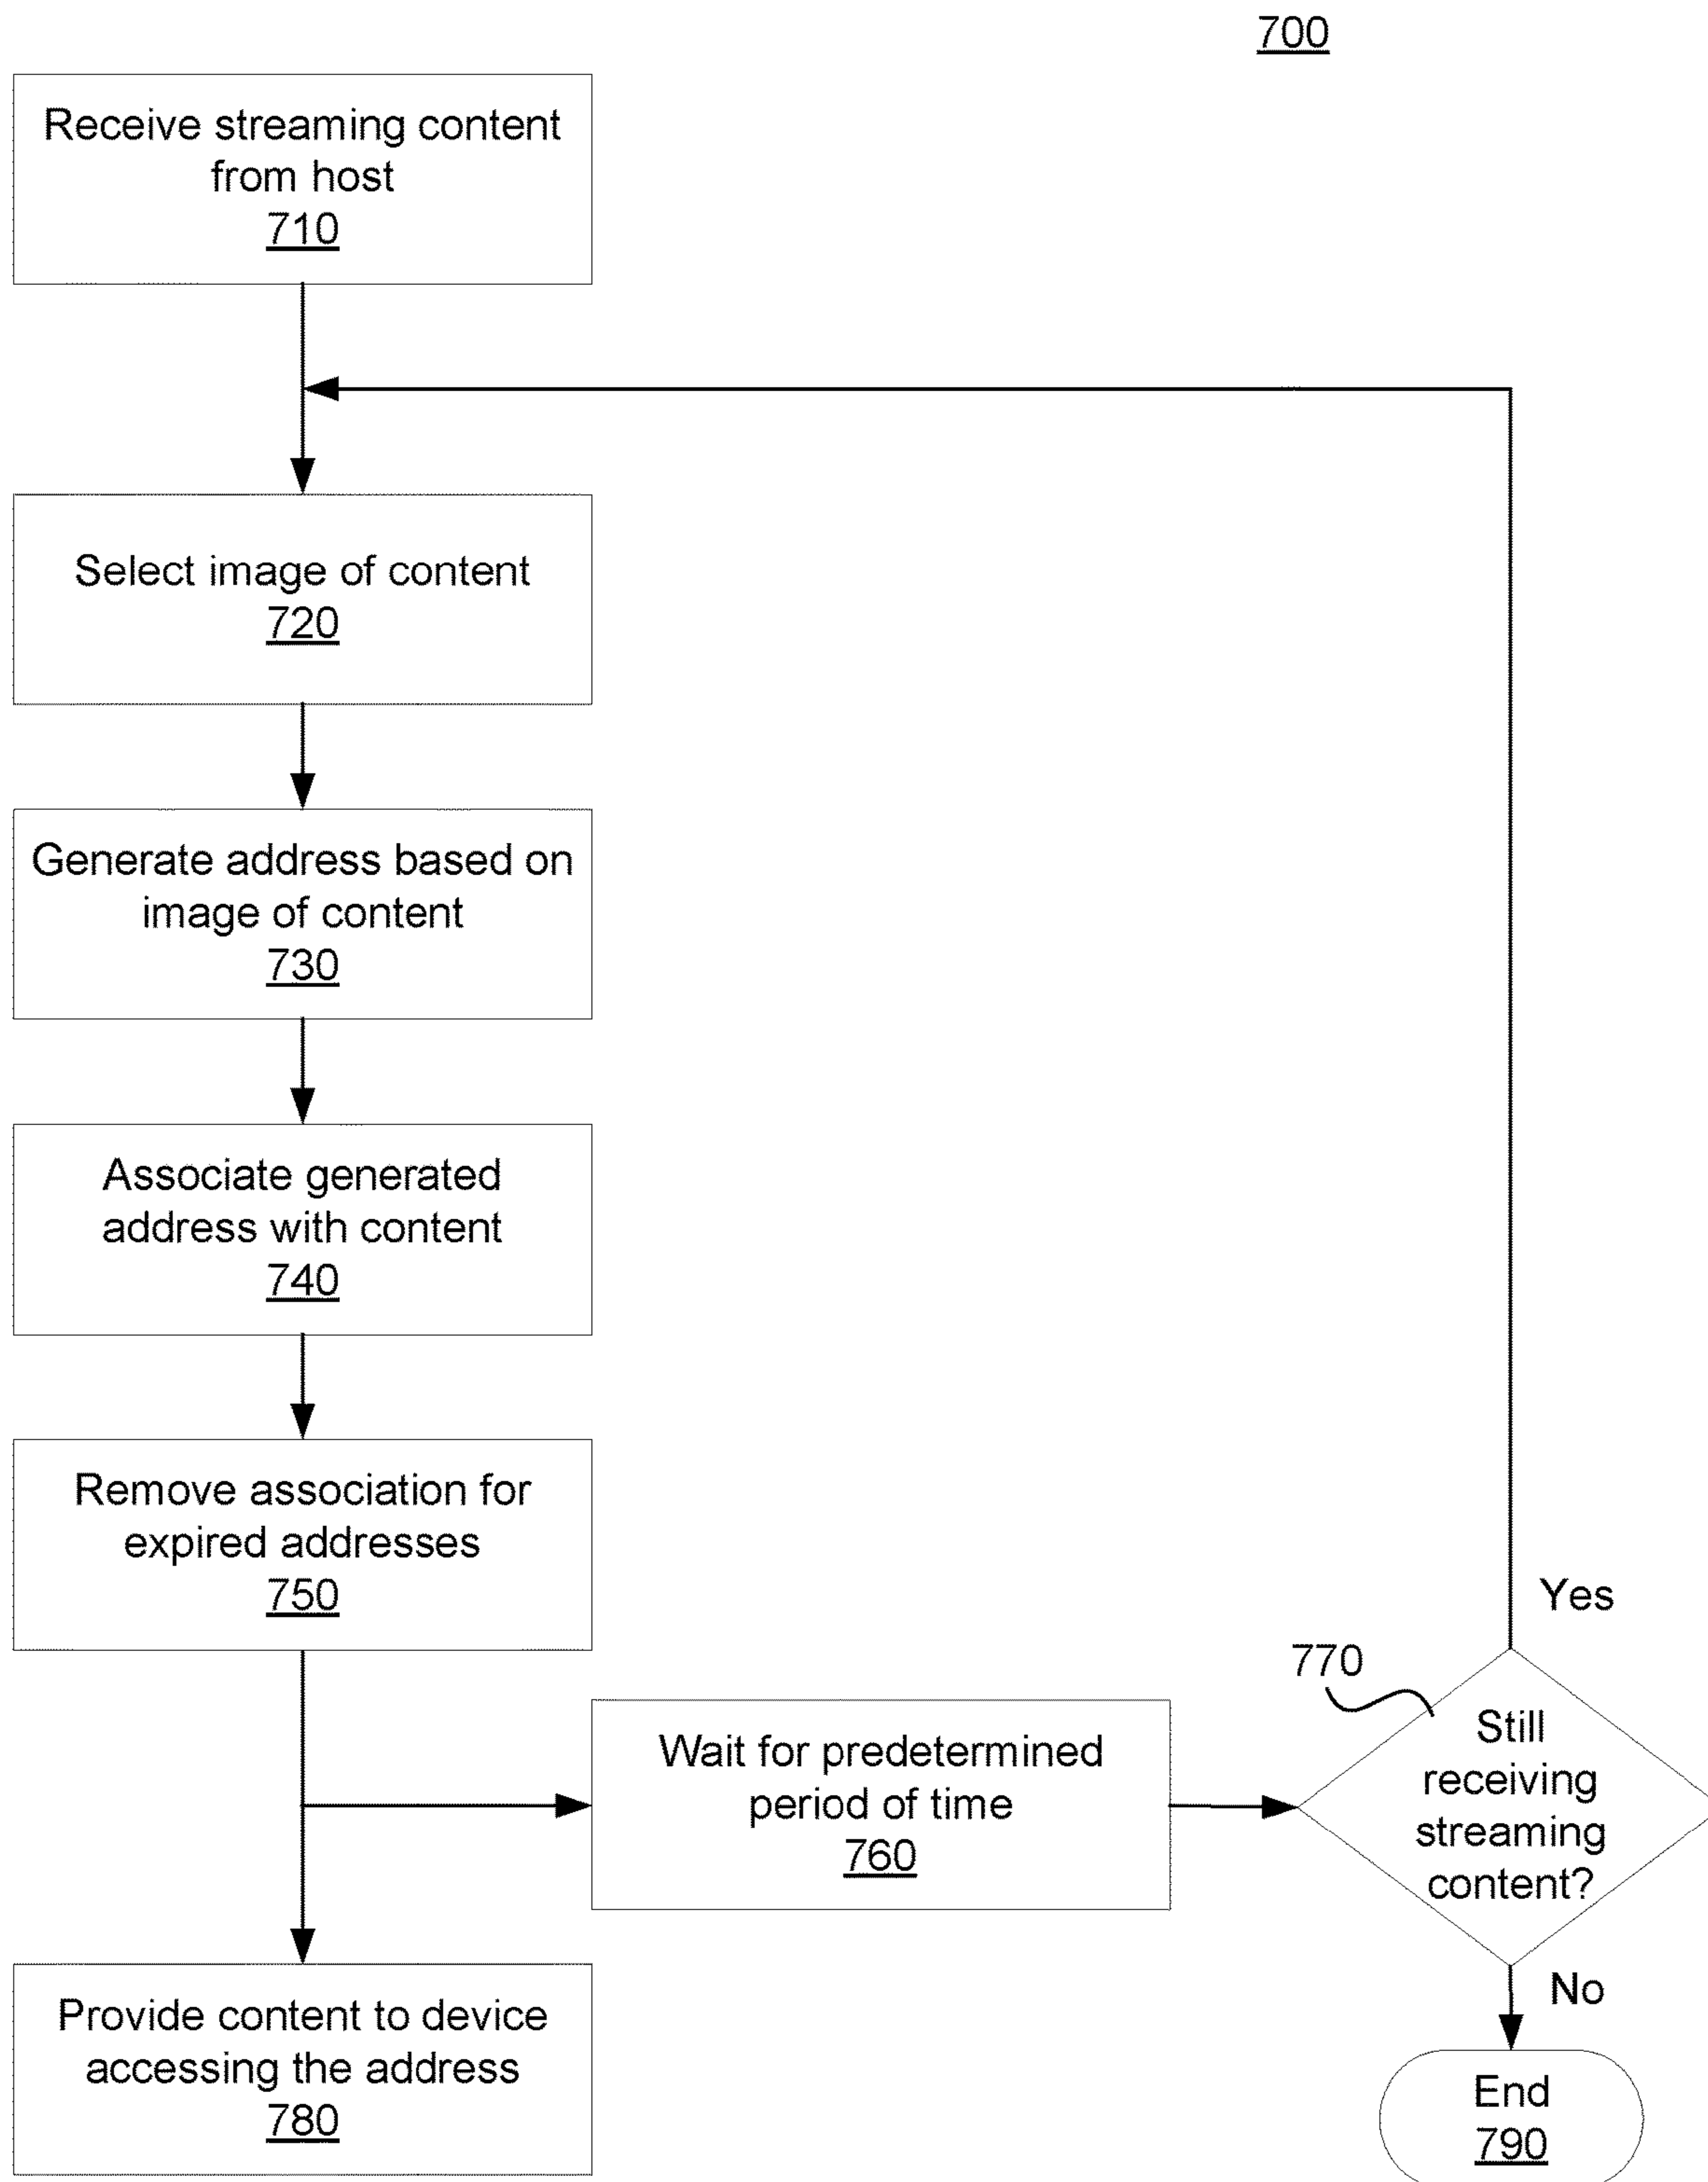 700
Receive streaming content
from host
710
Select image of content
720
Generate address based on
image of content
730
Associate generated
address with content
740
Remove association for
expired addresses
750
Yes
770
Wait for predetermined
period of time
760
Still
receiving
streaming
content?
No
Provide content to device
accessing the address
780
End
790